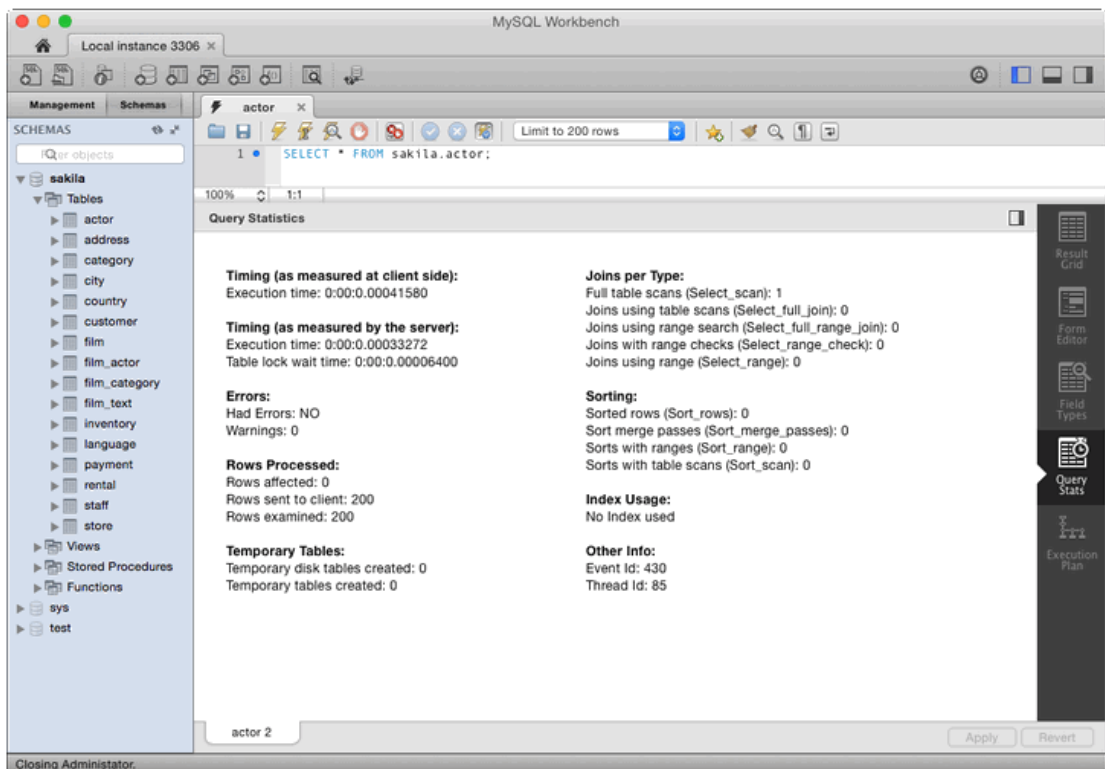 MySQL Workbench
Local instance 3306 ×
Management Schemas
actor ×
SCHEMAS
Limit to 200 rows
er objects
1 SELECT * FROM sakila.actor;
sakila
100% 1:1
Tables
Query Statistics
actor
address
category
city
country
customer
film
film_actor
film_category
film_text
inventory
language
payment
rental
staff
store
Views
Stored Procedures
Functions
sys
test
Timing (as measured at client side):
Execution time: 0:00:0.00041580
Timing (as measured by the server):
Execution time: 0:00:0.00033272
Table lock wait time: 0:00:0.00006400
Errors:
Had Errors: NO
Warnings: 0
Rows Processed:
Rows affected: 0
Rows sent to client: 200
Rows examined: 200
Temporary Tables:
Temporary disk tables created: 0
Temporary tables created: 0
Joins per Type:
Full table scans (Select_scan): 1
Joins using table scans (Select_full_join): 0
Joins using range search (Select_full_range_join): 0
Joins with range checks (Select_range_check): 0
Joins using range (Select_range): 0
Sorting:
Sorted rows (Sort_rows): 0
Sort merge passes (Sort_merge_passes): 0
Sorts with ranges (Sort_range): 0
Sorts with table scans (Sort_scan): 0
Index Usage:
No Index used
Other Info:
Event Id: 430
Thread Id: 85
Result
Grid
Form
Editor
Field
Types
Query
Stats
Execution
Plan
actor 2
Apply Revert
Closing Administator.